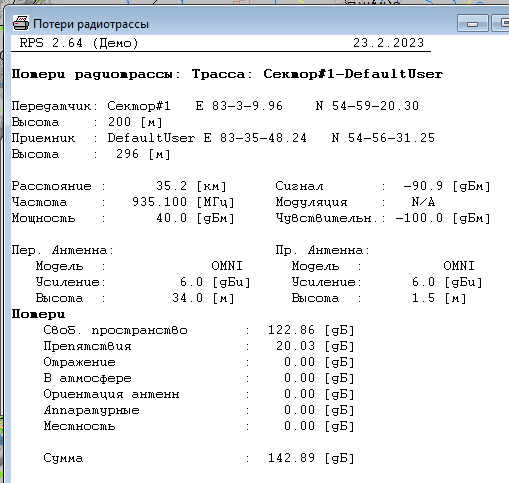 Потери радиотрассы
RPS 2.64 (Демо) 23.2.2023
Потери радиотрассы: Трасса: Сектор#1-DefaultUser
Передатчик: Сектор#1 E 83-3-9.96 N 54-59-20.30
Высота : 200 [м]
Приемник : DefaultUser E 83-35-48.24 N 54-56-31.25
Высота : 296 [м]
Расстояние : 35.2 [км] Сигнал : -90.9 [дБм]
Частота : 935.100 [МГц] Модуляция : N/A
Мощность : 40.0 [дБм] Чувствительн.: -100.0 [дБм]
Пер. Антенна: Пр. Антенна:
Модель : OMNI Модель : OMNI
Усиление: 6.0 [дБи] Усиление: 6.0 [дБи]
Высота : 34.0 [м] Высота : 1.5 [м]
Потери
Своб. пространство : 122.86 [дБ]
Препятствия : 20.03 [дБ]
Отражение : 0.00 [дБ]
В атмосфере : 0.00 [дБ]
Ориентация антенн : 0.00 [дБ]
Аппаратурные : 0.00 [дБ]
Местность : 0.00 [дБ]
Сумма : 142.89 [дБ]